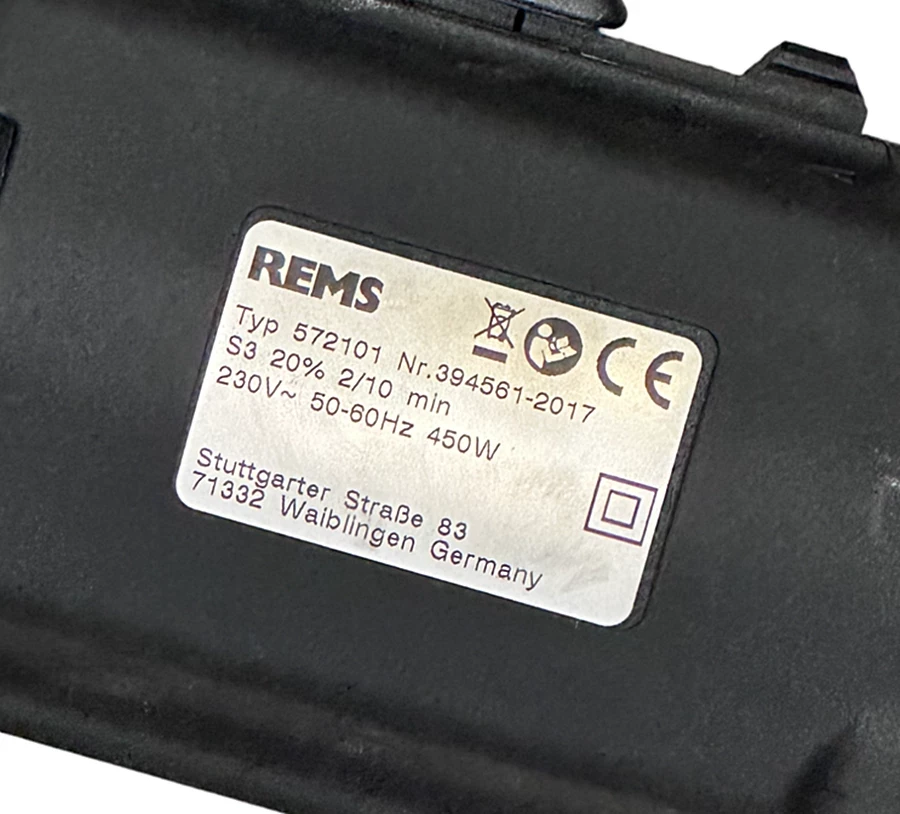 REMS
Typ 572101 Nr.394561-2017
S3 20% 2/10 min
230V~ 50-60Hz 450W
CE
Stuttgarter Straße 83
71332 Waiblingen Germany